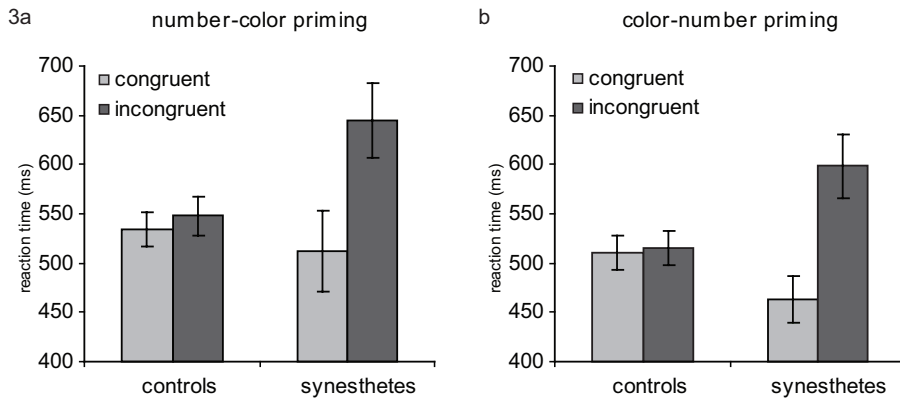 3a
number-color priming
700
650
600
550
500
450
400
reaction time (ms)
congruent
incongruent
controls
synesthetes
b
color-number priming
700
650
600
550
500
450
400
reaction time (ms)
congruent
incongruent
controls
synesthetes